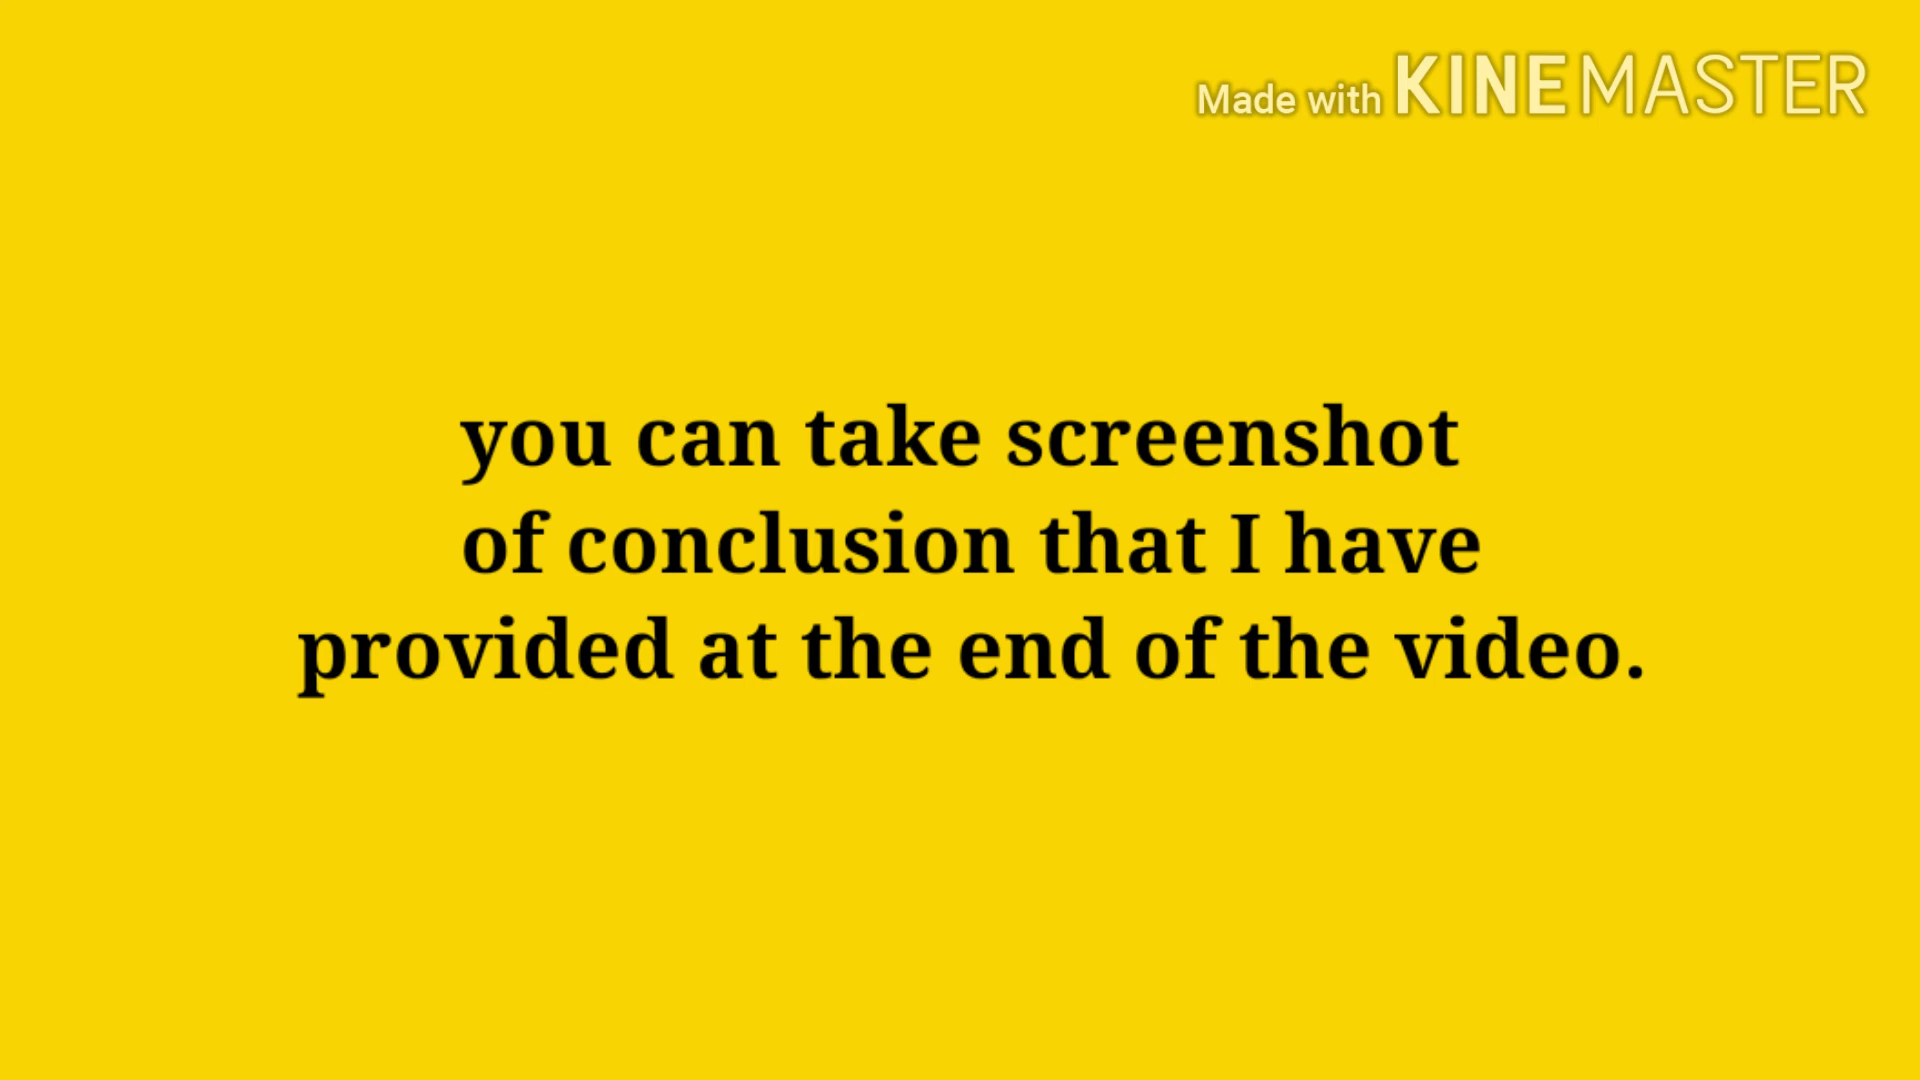 Made with KINEMASTER
you can take screenshot
of conclusion that I have
provided at the end of the video.